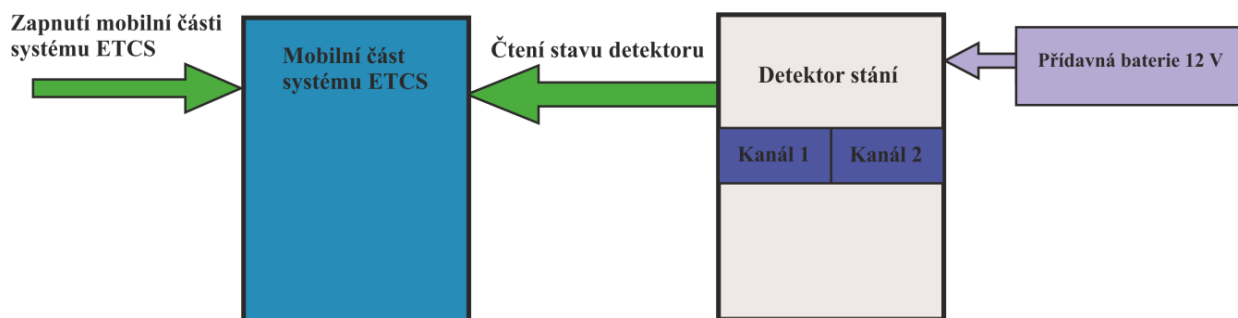 Zapnutí mobilní části
systému ETCS
Mobilní část
systému ETCS
Čtení stavu detektoru
Detektor stání
Kanál 1
Kanál 2
Přídavná baterie 12 V